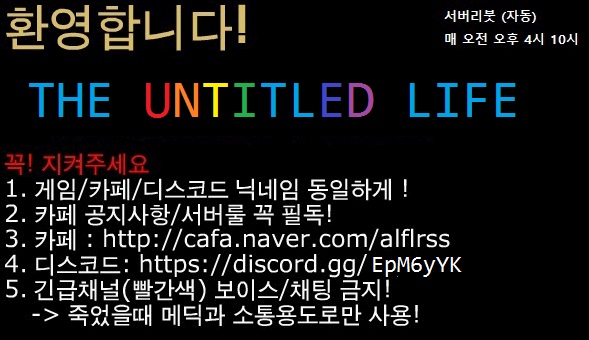 환영합니다!
서버리붓 (자동)
매 오전 오후 4시 10시
THE UNTITLED LIFE
꼭! 지켜주세요
1. 게임/카페/디스코드 닉네임 동일하게 !
2. 카페 공지사항/서버룰 꼭 필독!
3. 카페 : http://cafa.naver.com/alflrss
4. 디스코드: https://discord.gg/EpM6yYK
5. 긴급채널(빨간색) 보이스/채팅 금지!
-> 죽었을때 메딕과 소통용도로만 사용!